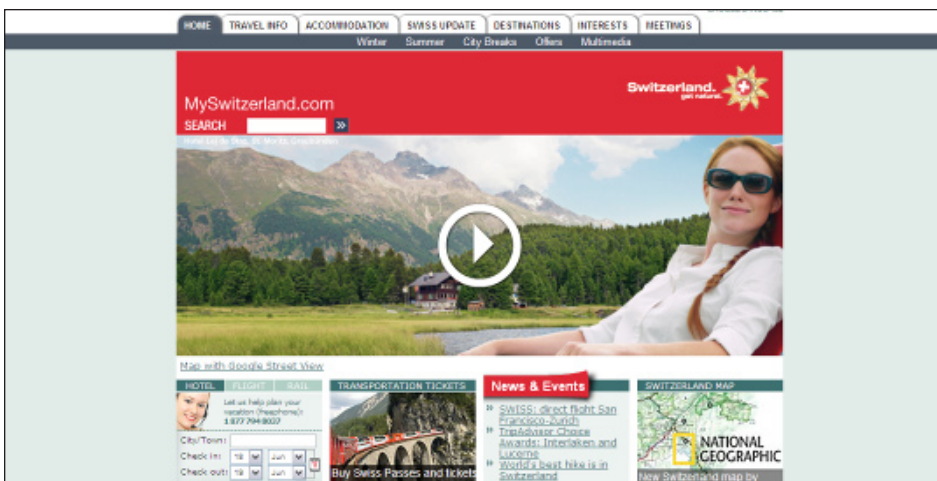 HOME TRAVEL INFO ACCOMMODATION SWISS UPDATE DESTINATIONS INTERESTS MEETINGS
Winter Summer City Breaks Offers Multimedia
Switzerland.
get natural.
MySwitzerland.com
SEARCH
Map with Google Street View
HOTEL FLIGHT RAIL
Let us help plan your
vacation (freephone):
1 877 794 8037
City/Town:
Check in: 18 Jun
Check out: 19 Jun
TRANSPORTATION TICKETS
Buy Swiss Passes and tickets
News & Events
SWISS: direct flight San
Francisco-Zurich
TripAdvisor Choice
Awards: Interlaken and
Lucerne
World's best hike is in
Switzerland
SWITZERLAND MAP
NATIONAL
GEOGRAPHIC
New Switzerland map by